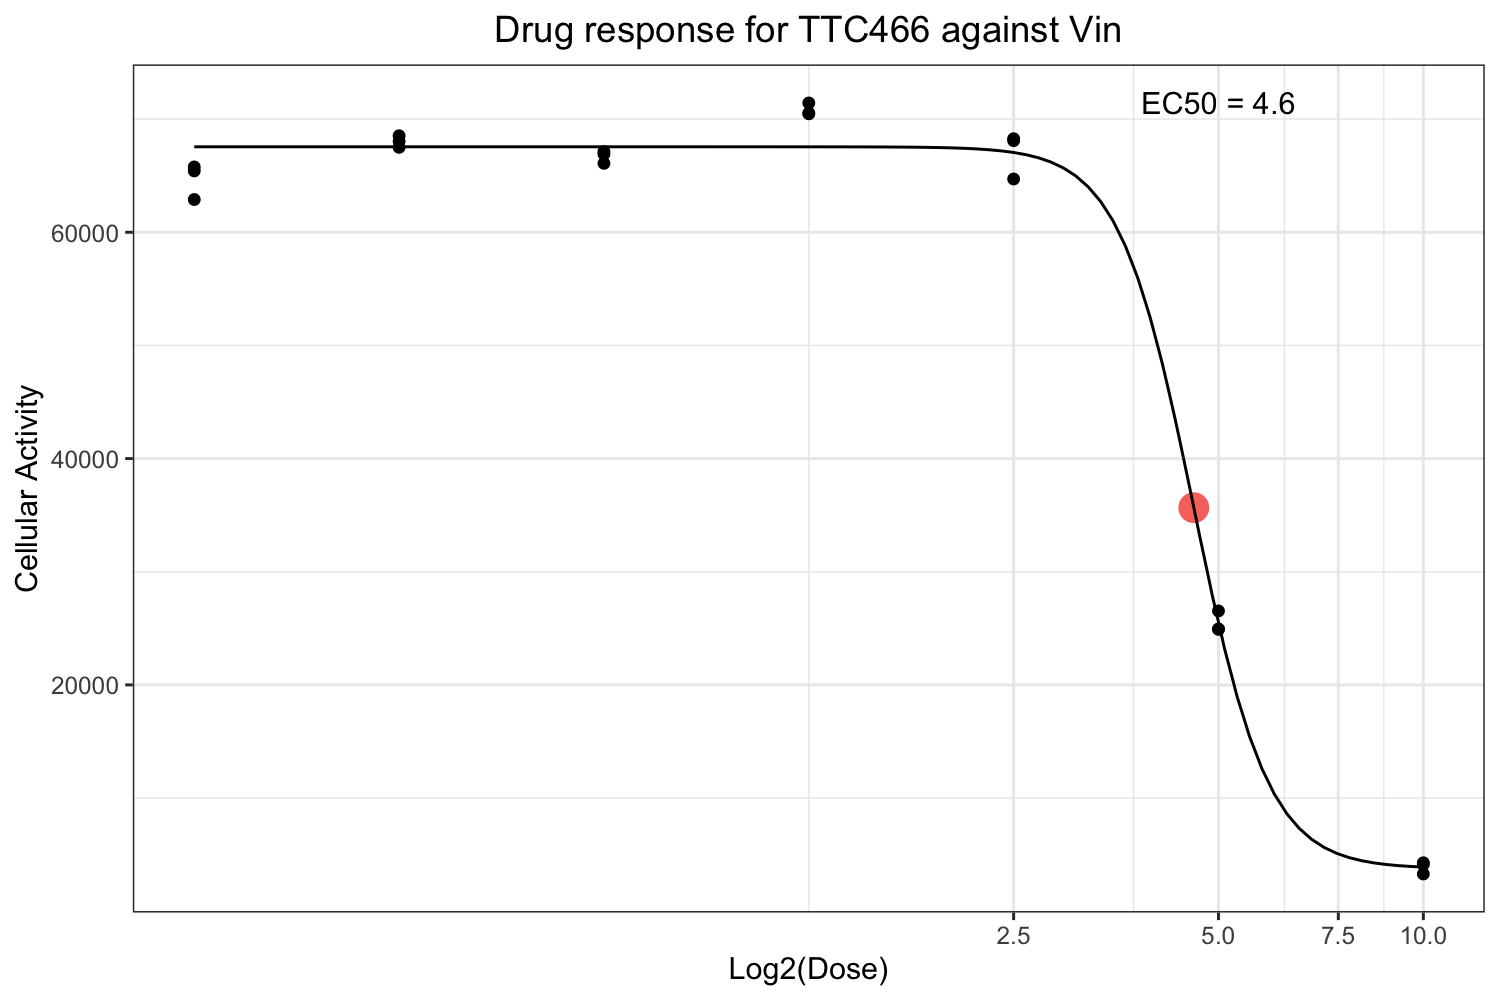 Drug response for TTC466 against Vin
EC50 = 4.6
Cellular Activity
60000
40000
20000
2.5 5.0 7.5 10.0
Log2(Dose)